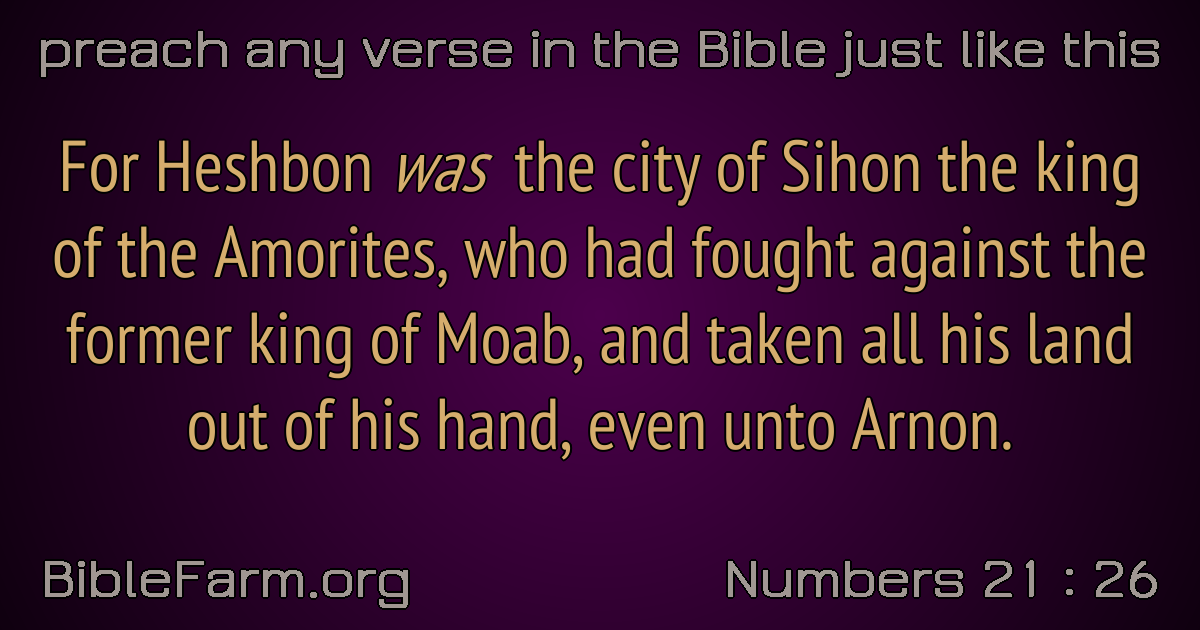 preach any verse in the Bible just like this
For Heshbon was the city of Sihon the king
of the Amorites, who had fought against the
former king of Moab, and taken all his land
out of his hand, even unto Arnon.
BibleFarm.org
Numbers 21 : 26